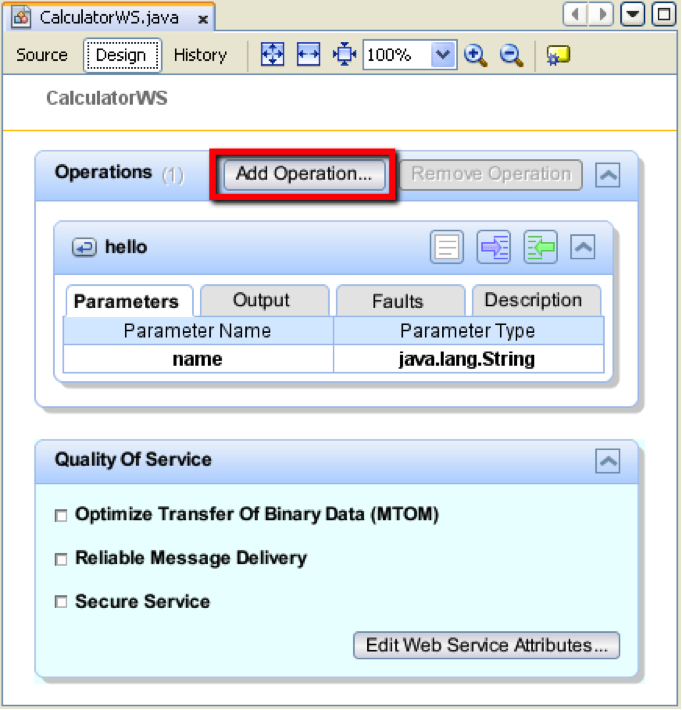 CalculatorWS.java x
Source Design History 100%
CalculatorWS
Operations (1) Add Operation... Remove Operation
hello
Parameters Output Faults Description
Parameter Name Parameter Type
name java.lang.String
Quality Of Service
Optimize Transfer Of Binary Data (MTOM)
Reliable Message Delivery
Secure Service
Edit Web Service Attributes...